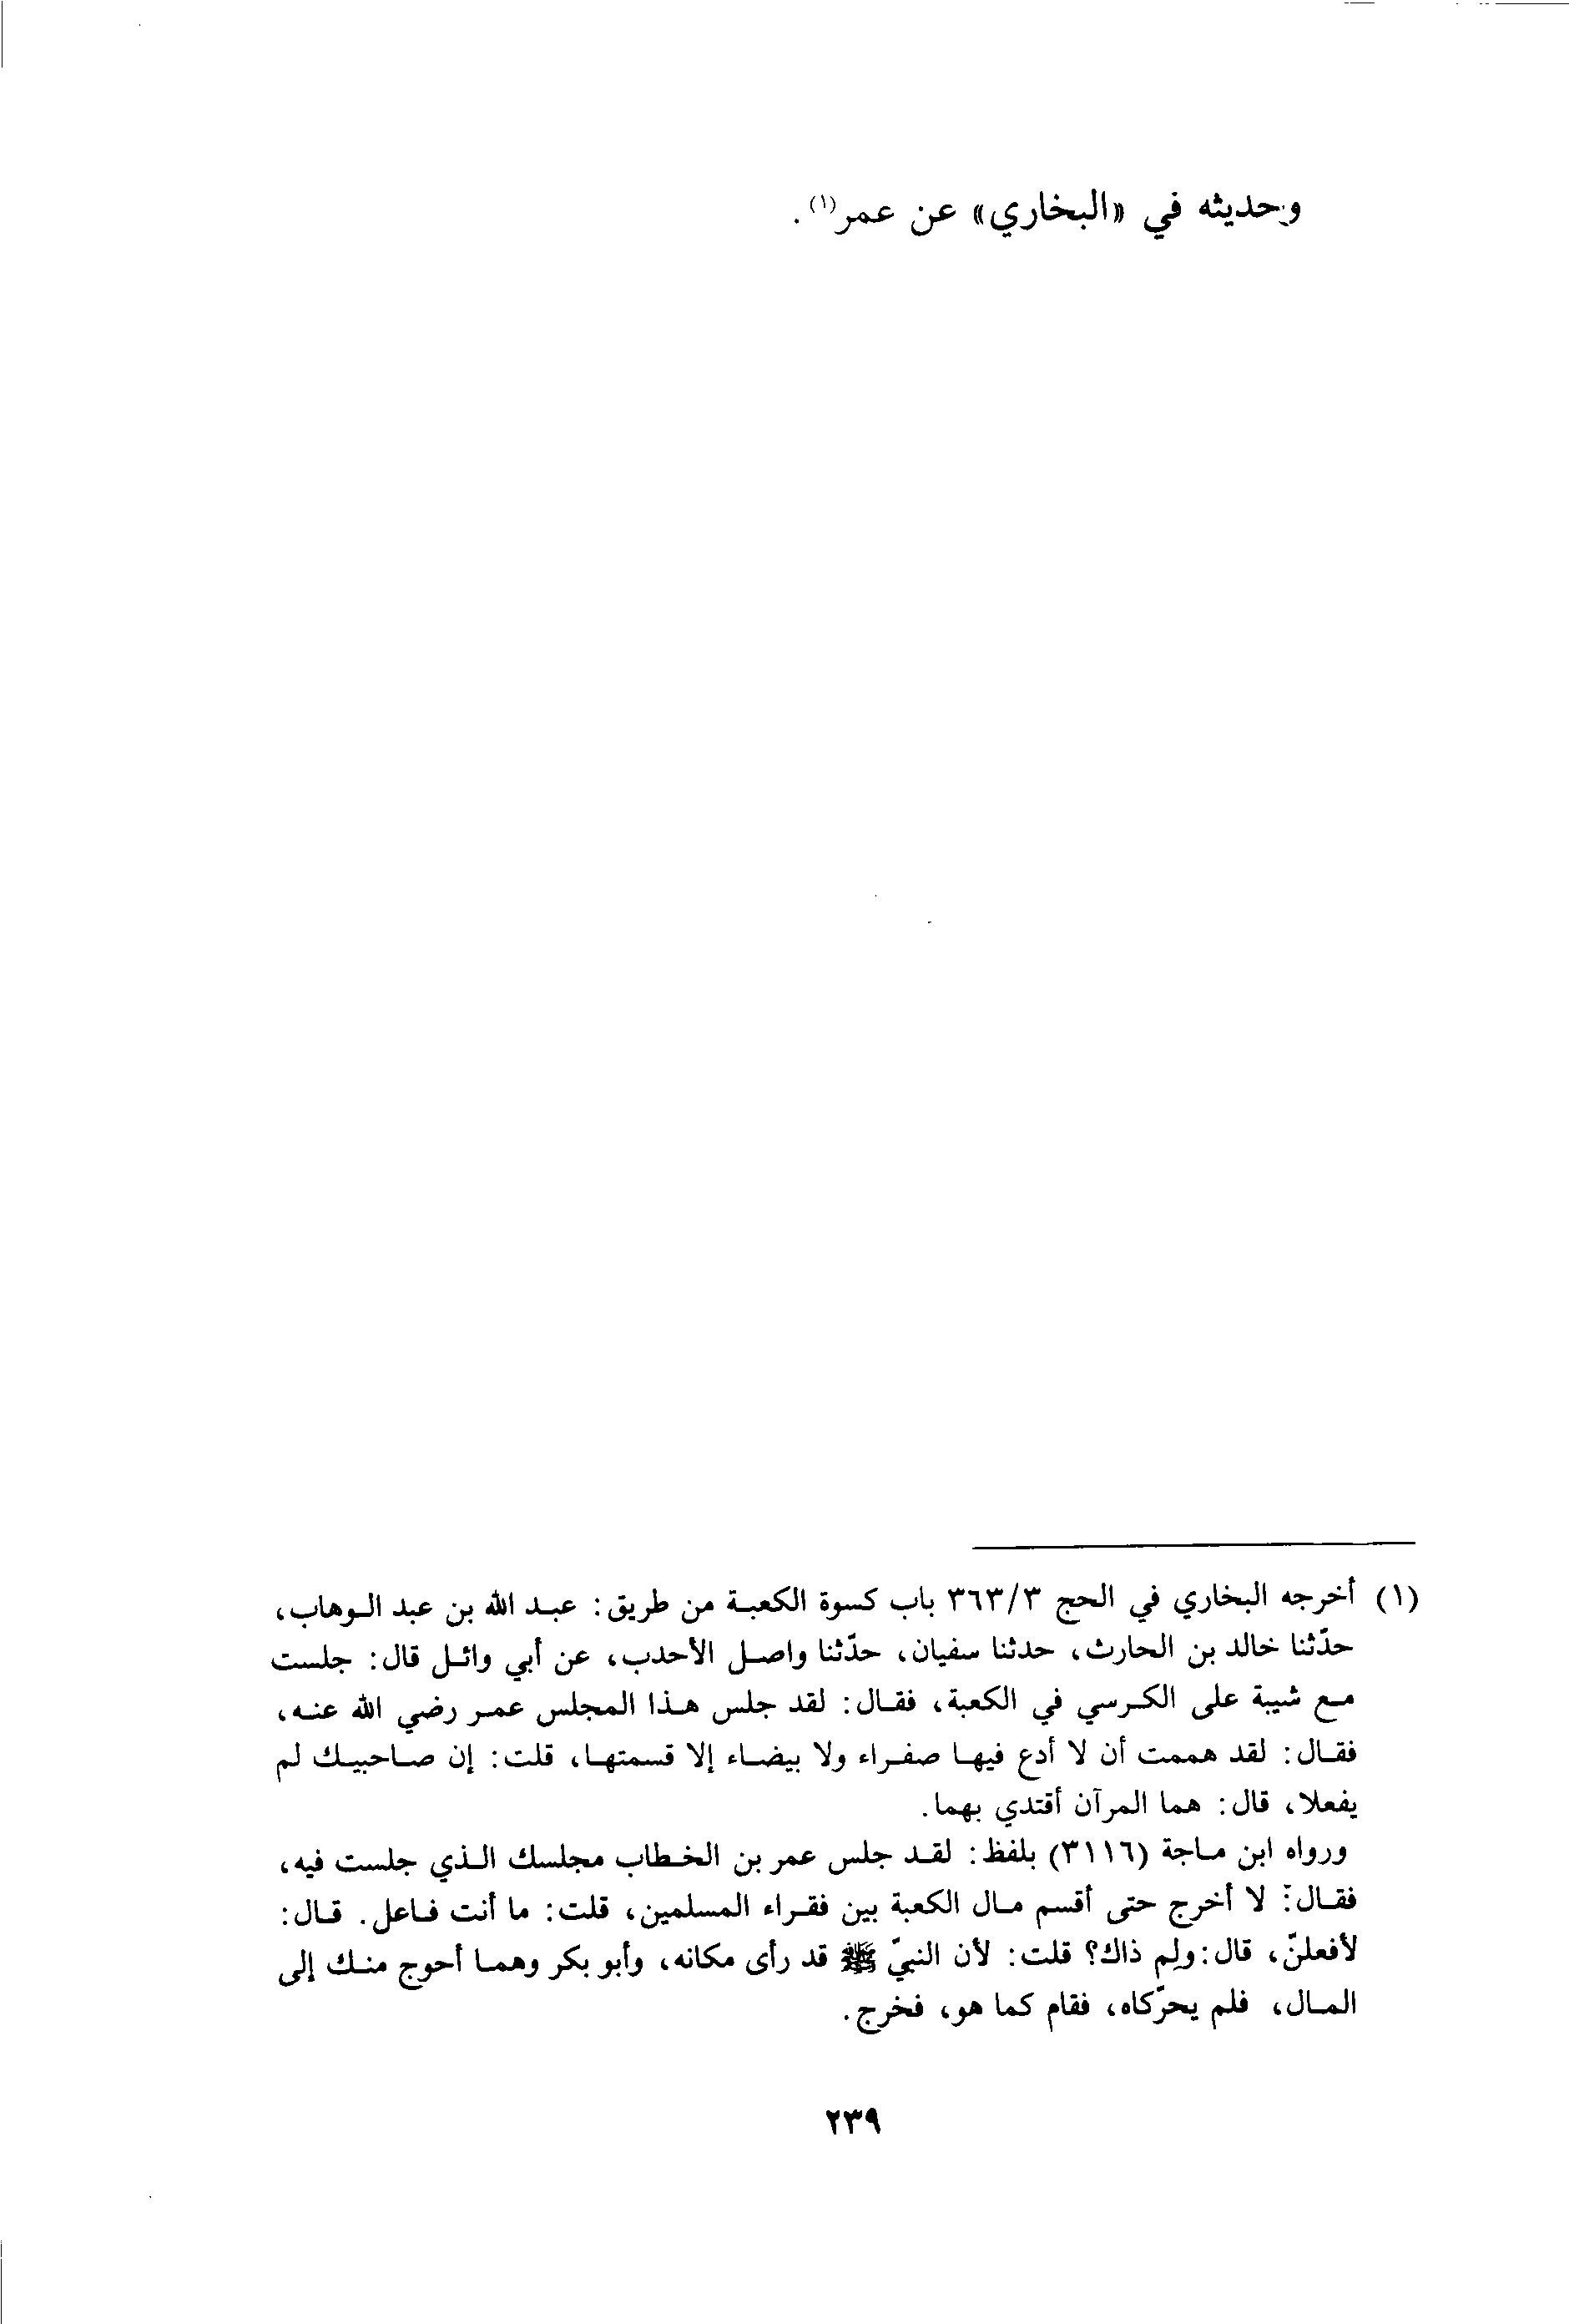 وحديثه في «البخاري» عن عمر(١).
(١) أخرجه البخاري في الحج ٣/٣٦٣ باب كسوة الكعبة من طريق: عبد الله بن عبد الوهاب،
حدّثنا خالد بن الحارث، حدثنا سفيان، حدّثنا واصل الأحدب، عن أبي وائل قال: جلست
مع شيبة على الكرسي في الكعبة، فقال: لقد جلس هذا المجلس عمر رضي الله عنه،
فقال: لقد هممت أن لا أدع فيها صفراء ولا بيضاء إلا قسمتها، قلت: إن صاحبيك لم
يفعلا، قال: هما المرآن أقتدي بهما.
ورواه ابن ماجة (٣١١٦) بلفظ: لقد جلس عمر بن الخطاب مجلسك الذي جلست فيه،
فقال: لا أخرج حتى أقسم مال الكعبة بين فقراء المسلمين، قلت: ما أنت فاعل. قال:
لأفعلنّ، قال: ولِم ذاك؟ قلت: لأن النبيّ ﷺ قد رأى مكانه، وأبو بكر وهما أحوج منك إلى
المال، فلم يحرّكاه، فقام كما هو، فخرج.
٢٣٩